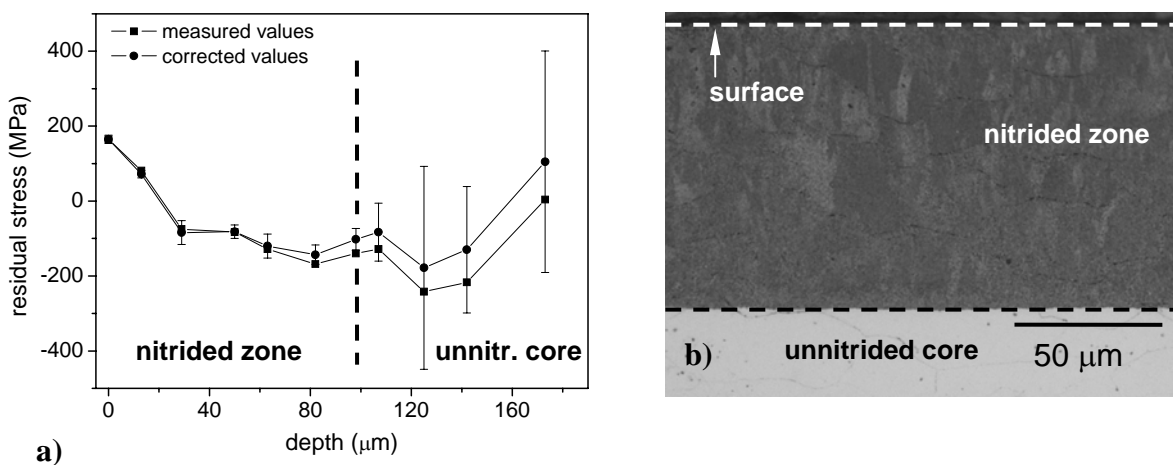 measured values
corrected values
400
200
0
-200
-400
residual stress (MPa)
nitrided zone
unnitr. core
0
40
80
120
160
depth (μm)
a)
surface
nitrided zone
unnitrided core
50 μm
b)